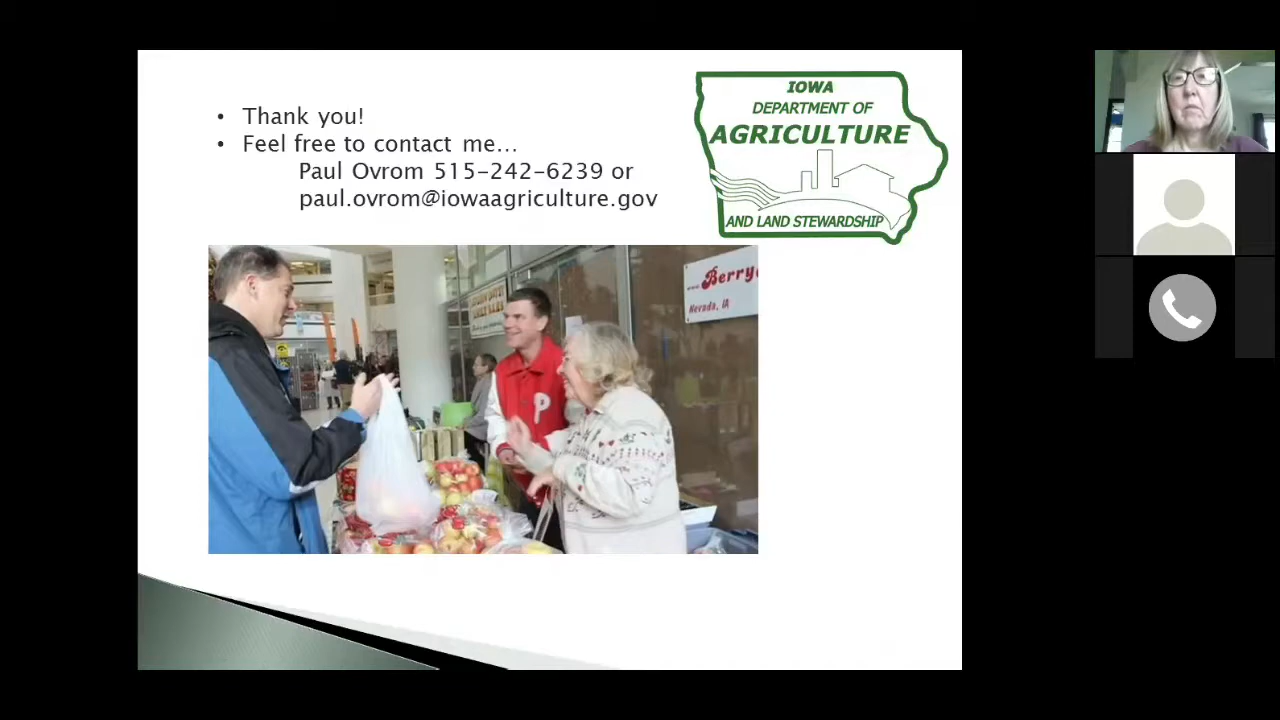 • Thank you!
• Feel free to contact me...
Paul Ovrom 515-242-6239 or
paul.ovrom@iowaagriculture.gov
IOWA
DEPARTMENT OF
AGRICULTURE
AND LAND STEWARDSHIP
Berry
Nevada, IA
P